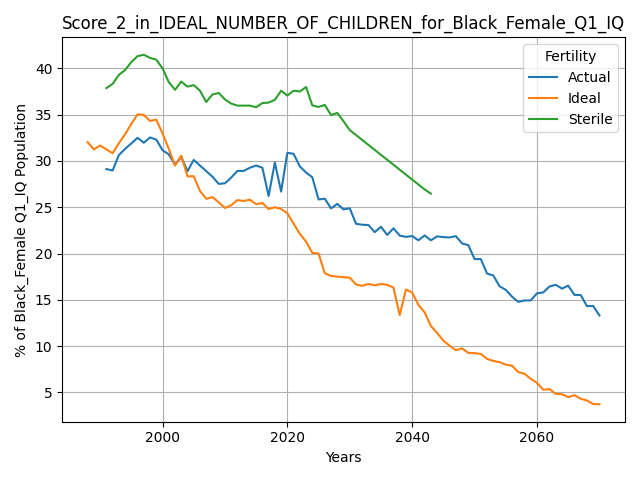 Score_2_in_IDEAL_NUMBER_OF_CHILDREN_for_Black_Female_Q1_IQ
Fertility
Actual
Ideal
Sterile
% of Black_Female Q1_IQ Population
40
35
30
25
20
15
10
5
2000
2020
2040
2060
Years